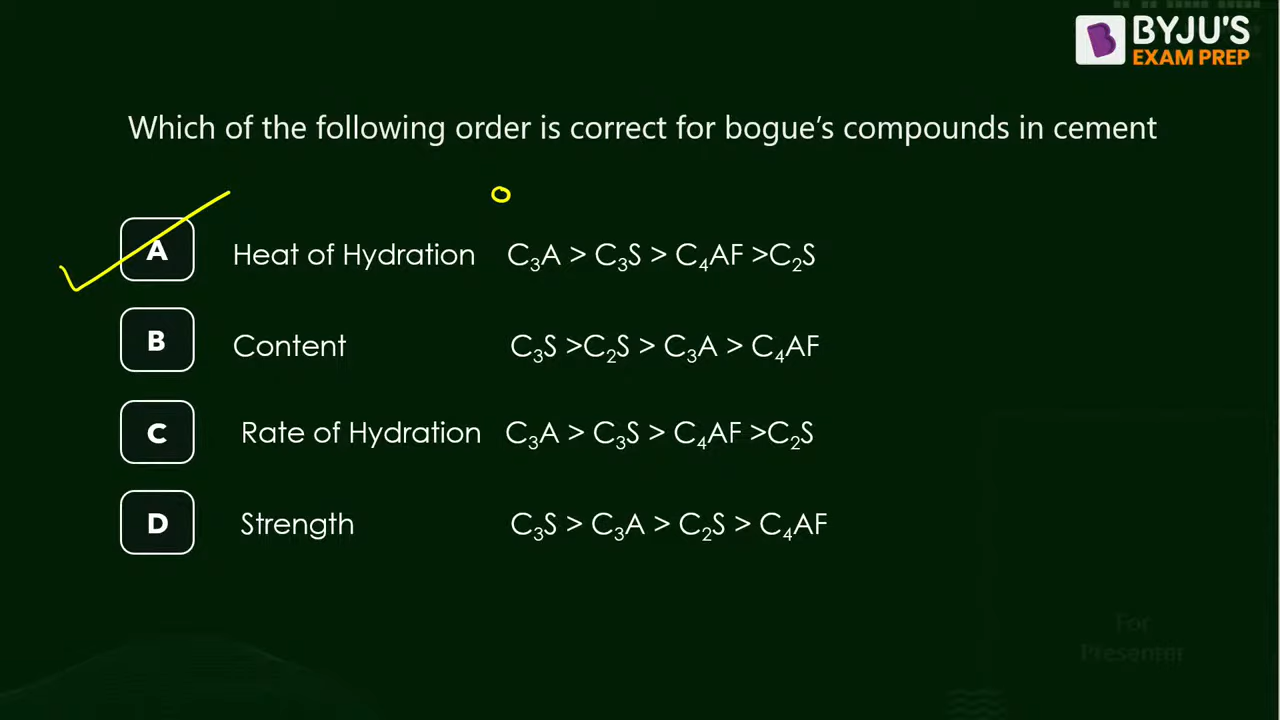 BYJU'S
EXAM PREP
Which of the following order is correct for bogue's compounds in cement
A Heat of Hydration C₃A > C₃S > C₄AF >C₂S
B Content C₃S >C₂S > C₃A > C₄AF
C Rate of Hydration C₃A > C₃S > C₄AF >C₂S
D Strength C₃S > C₃A > C₂S > C₄AF
For
Presenter